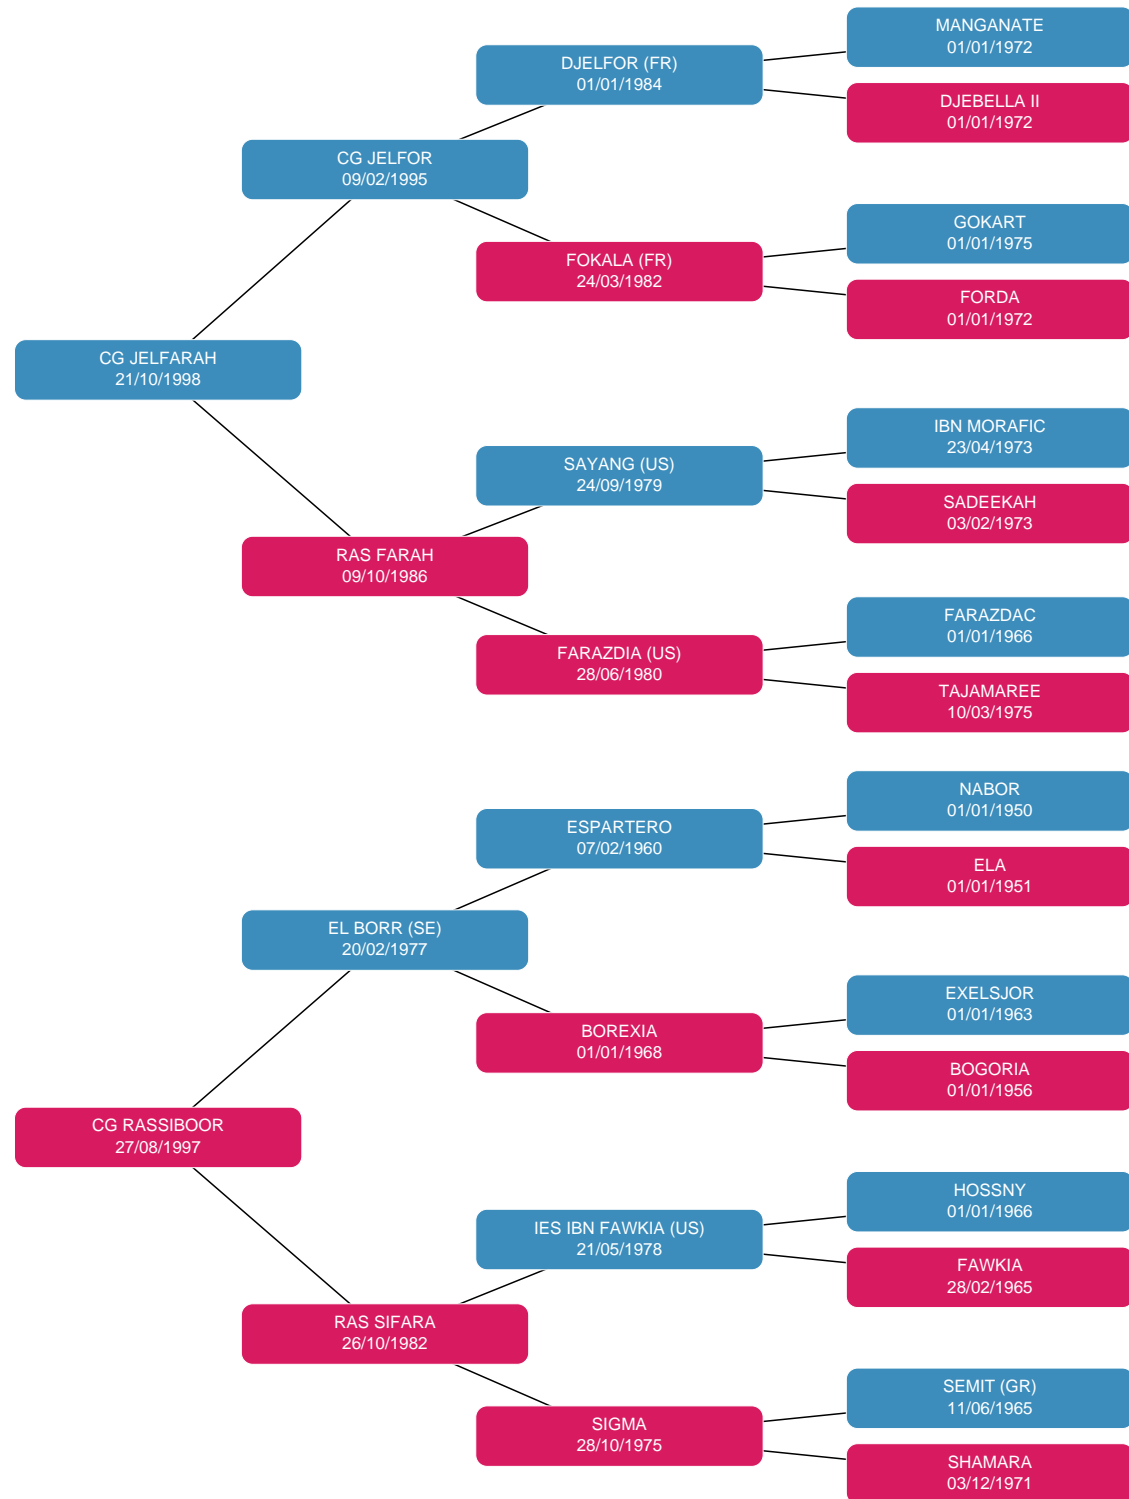 MANGANATE
01/01/1972
DJELFOR (FR)
01/01/1984
DJEBELLA II
01/01/1972
CG JELFOR
09/02/1995
GOKART
01/01/1975
FOKALA (FR)
24/03/1982
FORDA
01/01/1972
CG JELFARAH
21/10/1998
IBN MORAFIC
23/04/1973
SAYANG (US)
24/09/1979
SADEEKAH
03/02/1973
RAS FARAH
09/10/1986
FARAZDAC
01/01/1966
FARAZDIA (US)
28/06/1980
TAJAMAREE
10/03/1975
NABOR
01/01/1950
ESPARTERO
07/02/1960
ELA
01/01/1951
EL BORR (SE)
20/02/1977
EXELSJOR
01/01/1963
BOREXIA
01/01/1968
BOGORIA
01/01/1956
CG RASSIBOOR
27/08/1997
HOSSNY
01/01/1966
IES IBN FAWKIA (US)
21/05/1978
FAWKIA
28/02/1965
RAS SIFARA
26/10/1982
SEMIT (GR)
11/06/1965
SIGMA
28/10/1975
SHAMARA
03/12/1971